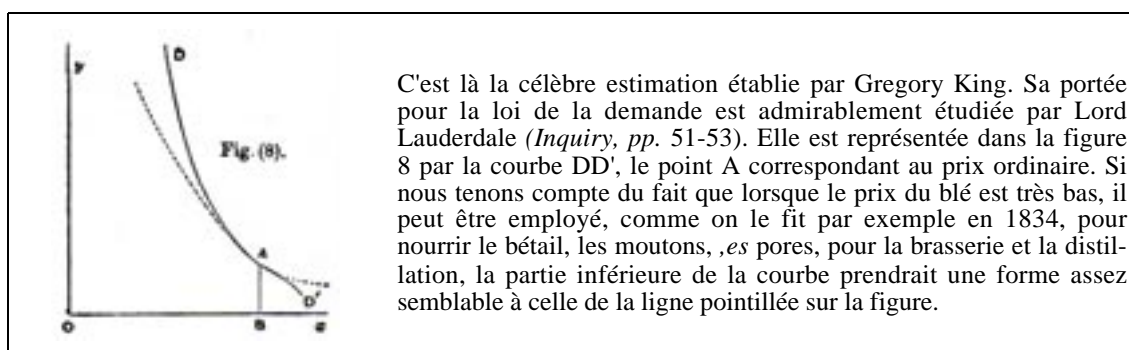 D
y
Fig. (8).
A
D'
O
B
x
C'est là la célèbre estimation établie par Gregory King. Sa portée
pour la loi de la demande est admirablement étudiée par Lord
Lauderdale (Inquiry, pp. 51-53). Elle est représentée dans la figure
8 par la courbe DD', le point A correspondant au prix ordinaire. Si
nous tenons compte du fait que lorsque le prix du blé est très bas, il
peut être employé, comme on le fit par exemple en 1834, pour
nourrir le bétail, les moutons, ,es pores, pour la brasserie et la distil-
lation, la partie inférieure de la courbe prendrait une forme assez
semblable à celle de la ligne pointillée sur la figure.